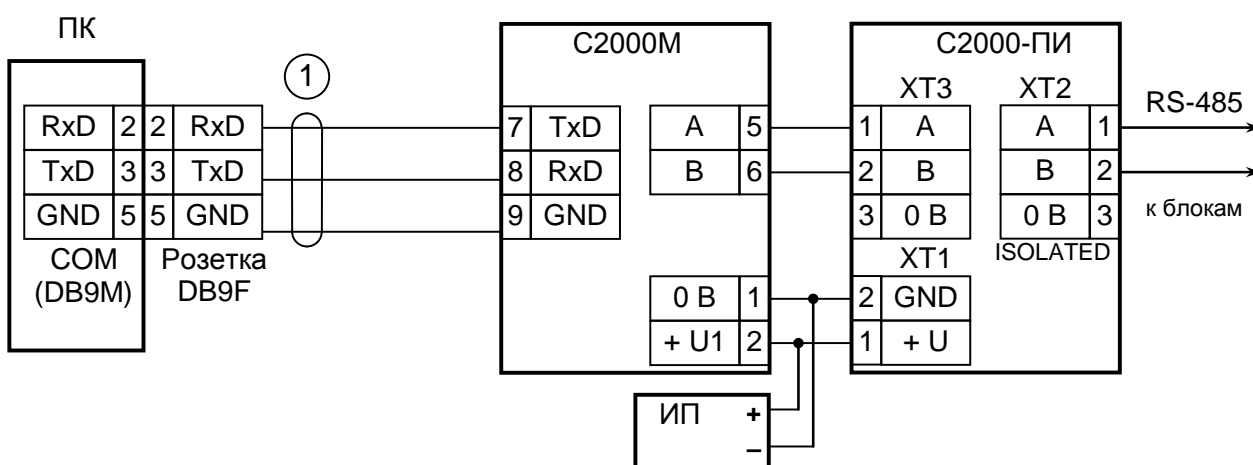 ПК
С2000М
С2000-ПИ
1
XT3
XT2
RS-485
RxD 2 2 RxD
7 TxD
A 5
1 A
A 1
TxD 3 3 TxD
8 RxD
B 6
2 B
B 2
GND 5 5 GND
9 GND
3 0 В
0 В 3
к блокам
COM
(DB9M)
Розетка
DB9F
XT1
ISOLATED
0 В 1
2 GND
+ U1 2
1 + U
ИП +
–